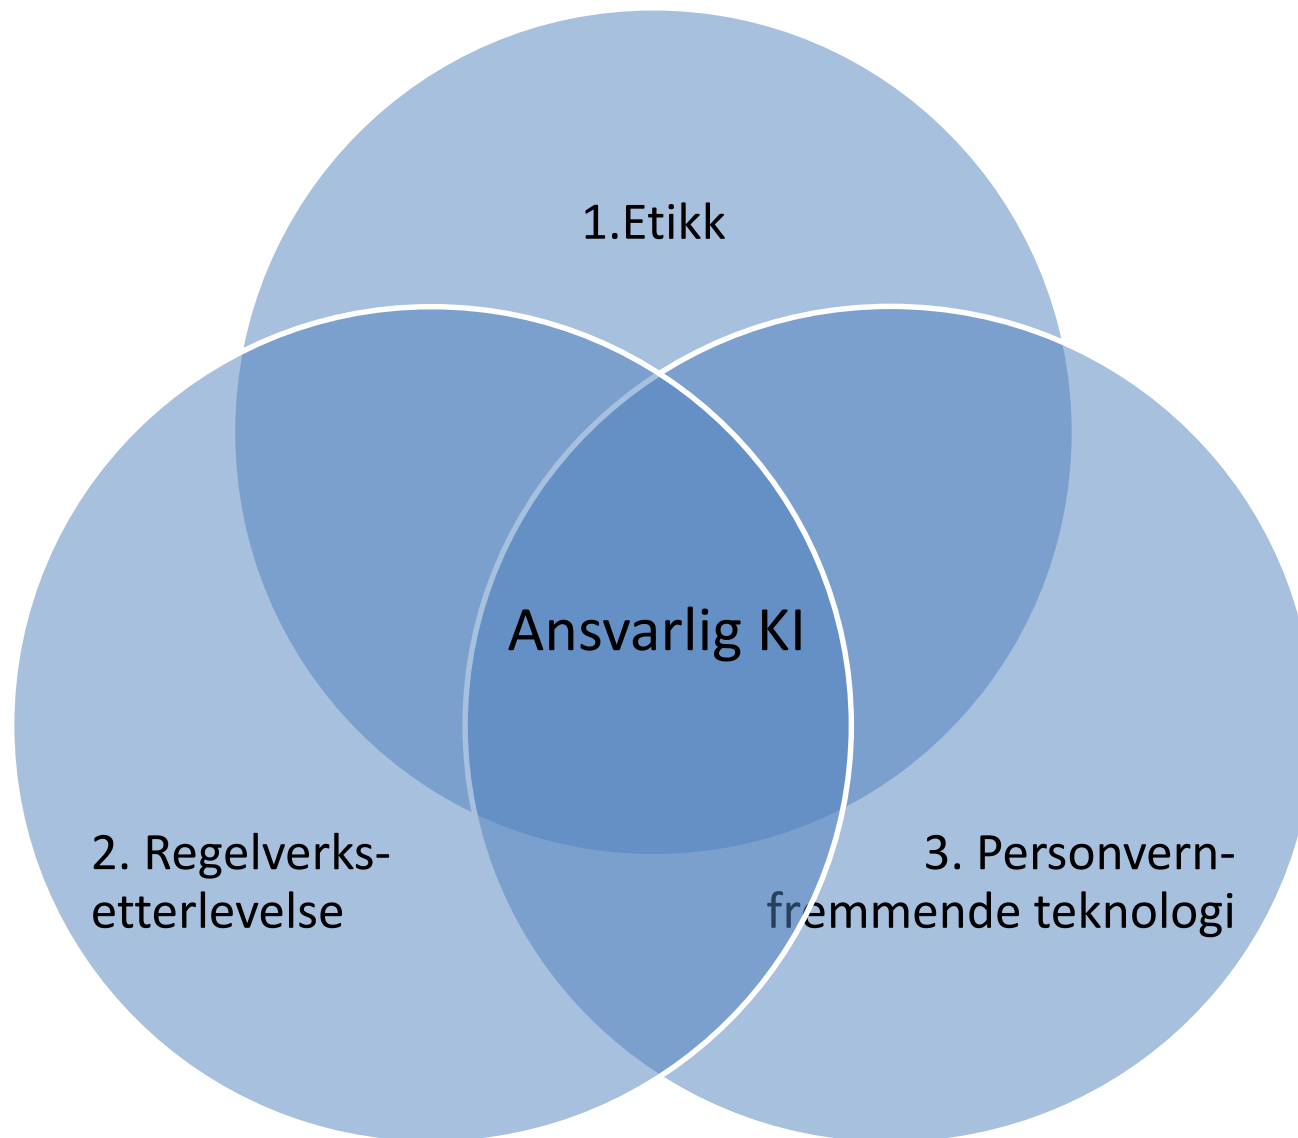 1.Etikk
Ansvarlig KI
2. Regelverks-
etterlevelse
3. Personvern-
fremmende teknologi